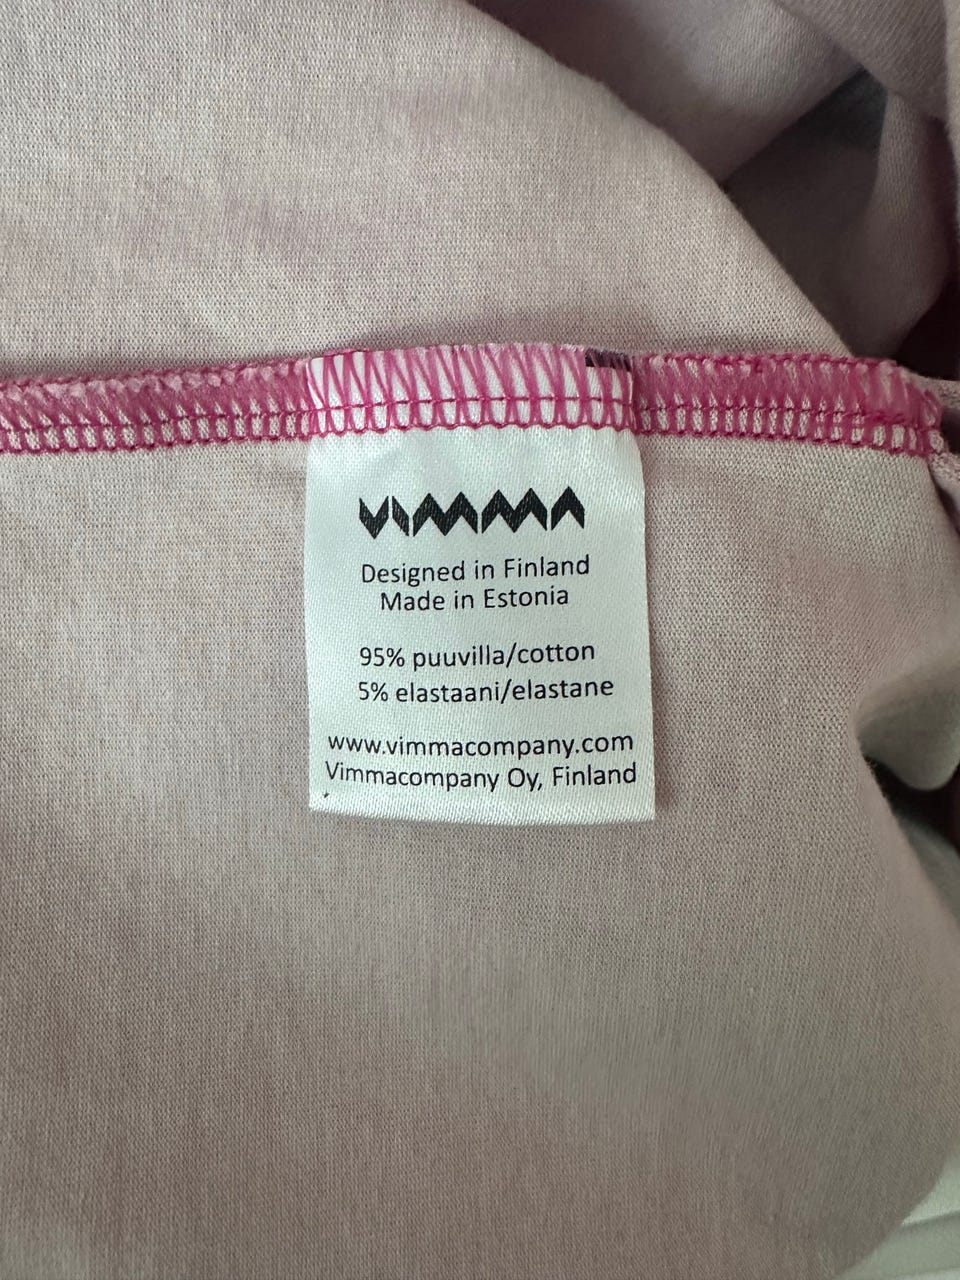 VIMMA
Designed in Finland
Made in Estonia
95% puuvilla/cotton
5% elastaani/elastane
www.vimmacompany.com
Vimmacompany Oy, Finland